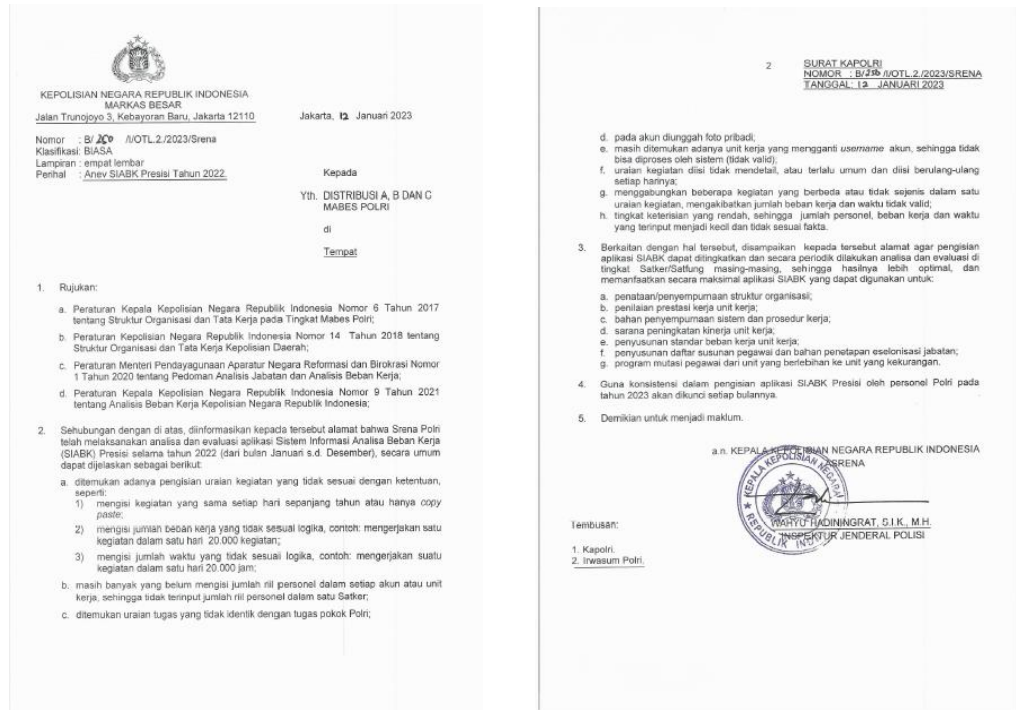 KEPOLISIAN NEGARA REPUBLIK INDONESIA
MARKAS BESAR
Jalan Trunojoyo 3, Kebayoran Baru, Jakarta 12110
Jakarta, 12 Januari 2023
Nomor : B/ 250 /I/OTL.2./2023/Srena
Klasifikasi: BIASA
Lampiran : empat lembar
Perihal : Anev SIABK Presisi Tahun 2022.
Kepada
Yth. DISTRIBUSI A, B DAN C
MABES POLRI
di
Tempat
1. Rujukan:
a. Peraturan Kepala Kepolisian Negara Republik Indonesia Nomor 6 Tahun 2017
tentang Struktur Organisasi dan Tata Kerja pada Tingkat Mabes Polri;
b. Peraturan Kepolisian Negara Republik Indonesia Nomor 14 Tahun 2018 tentang
Struktur Organisasi dan Tata Kerja Kepolisian Daerah;
c. Peraturan Menteri Pendayagunaan Aparatur Negara Reformasi dan Birokrasi Nomor
1 Tahun 2020 tentang Pedoman Analisis Jabatan dan Analisis Beban Kerja;
d. Peraturan Kepala Kepolisian Negara Republik Indonesia Nomor 9 Tahun 2021
tentang Analisis Beban Kerja Kepolisian Negara Republik Indonesia;
2. Sehubungan dengan di atas, diinformasikan kepada tersebut alamat bahwa Srena Polri
telah melaksanakan analisa dan evaluasi aplikasi Sistem Informasi Analisa Beban Kerja
(SIABK) Presisi selama tahun 2022 (dari bulan Januari s.d. Desember), secara umum
dapat dijelaskan sebagai berikut:
a. ditemukan adanya pengisian uraian kegiatan yang tidak sesuai dengan ketentuan,
seperti:
1) mengisi kegiatan yang sama setiap hari sepanjang tahun atau hanya copy
paste;
2) mengisi jumlah beban kerja yang tidak sesuai logika, contoh: mengerjakan satu
kegiatan dalam satu hari 20.000 kegiatan;
3) mengisi jumlah waktu yang tidak sesuai logika, contoh: mengerjakan suatu
kegiatan dalam satu hari 20.000 jam;
b. masih banyak yang belum mengisi jumlah riil personel dalam setiap akun atau unit
kerja, sehingga tidak terinput jumlah riil personel dalam satu Satker;
c. ditemukan uraian tugas yang tidak identik dengan tugas pokok Polri;
2 SURAT KAPOLRI
NOMOR : B/250/I/OTL.2./2023/SRENA
TANGGAL: 12 JANUARI 2023
d. pada akun diunggah foto pribadi;
e. masih ditemukan adanya unit kerja yang mengganti username akun, sehingga tidak
bisa diproses oleh sistem (tidak valid);
f. uraian kegiatan diisi tidak mendetail, atau terlalu umum dan diisi berulang-ulang
setiap harinya;
g. menggabungkan beberapa kegiatan yang berbeda atau tidak sejenis dalam satu
uraian kegiatan, mengakibatkan jumlah beban kerja dan waktu tidak valid;
h. tingkat keterisian yang rendah, sehingga jumlah personel, beban kerja dan waktu
yang terinput menjadi kecil dan tidak sesuai fakta.
3. Berkaitan dengan hal tersebut, disampaikan kepada tersebut alamat agar pengisian
aplikasi SIABK dapat ditingkatkan dan secara periodik dilakukan analisa dan evaluasi di
tingkat Satker/Satfung masing-masing, sehingga hasilnya lebih optimal, dan
memanfaatkan secara maksimal aplikasi SIABK yang dapat digunakan untuk:
a. penataan/penyempurnaan struktur organisasi;
b. penilaian prestasi kerja unit kerja;
c. bahan penyempurnaan sistem dan prosedur kerja;
d. sarana peningkatan kinerja unit kerja;
e. penyusunan standar beban kerja unit kerja;
f. penyusunan daftar susunan pegawai dan bahan penetapan eselonisasi jabatan;
g. program mutasi pegawai dari unit yang berlebihan ke unit yang kekurangan.
4. Guna konsistensi dalam pengisian aplikasi SIABK Presisi oleh personel Polri pada
tahun 2023 akan dikunci setiap bulannya.
5. Demikian untuk menjadi maklum.
a.n. KEPALA KEPOLISIAN NEGARA REPUBLIK INDONESIA
ASRENA
KEPALA KEPOLISIAN NEGARA
REPUBLIK INDONESIA
WAHYU HADININGRAT, S.I.K., M.H.
INSPEKTUR JENDERAL POLISI
Tembusan:
1. Kapolri.
2. Irwasum Polri.